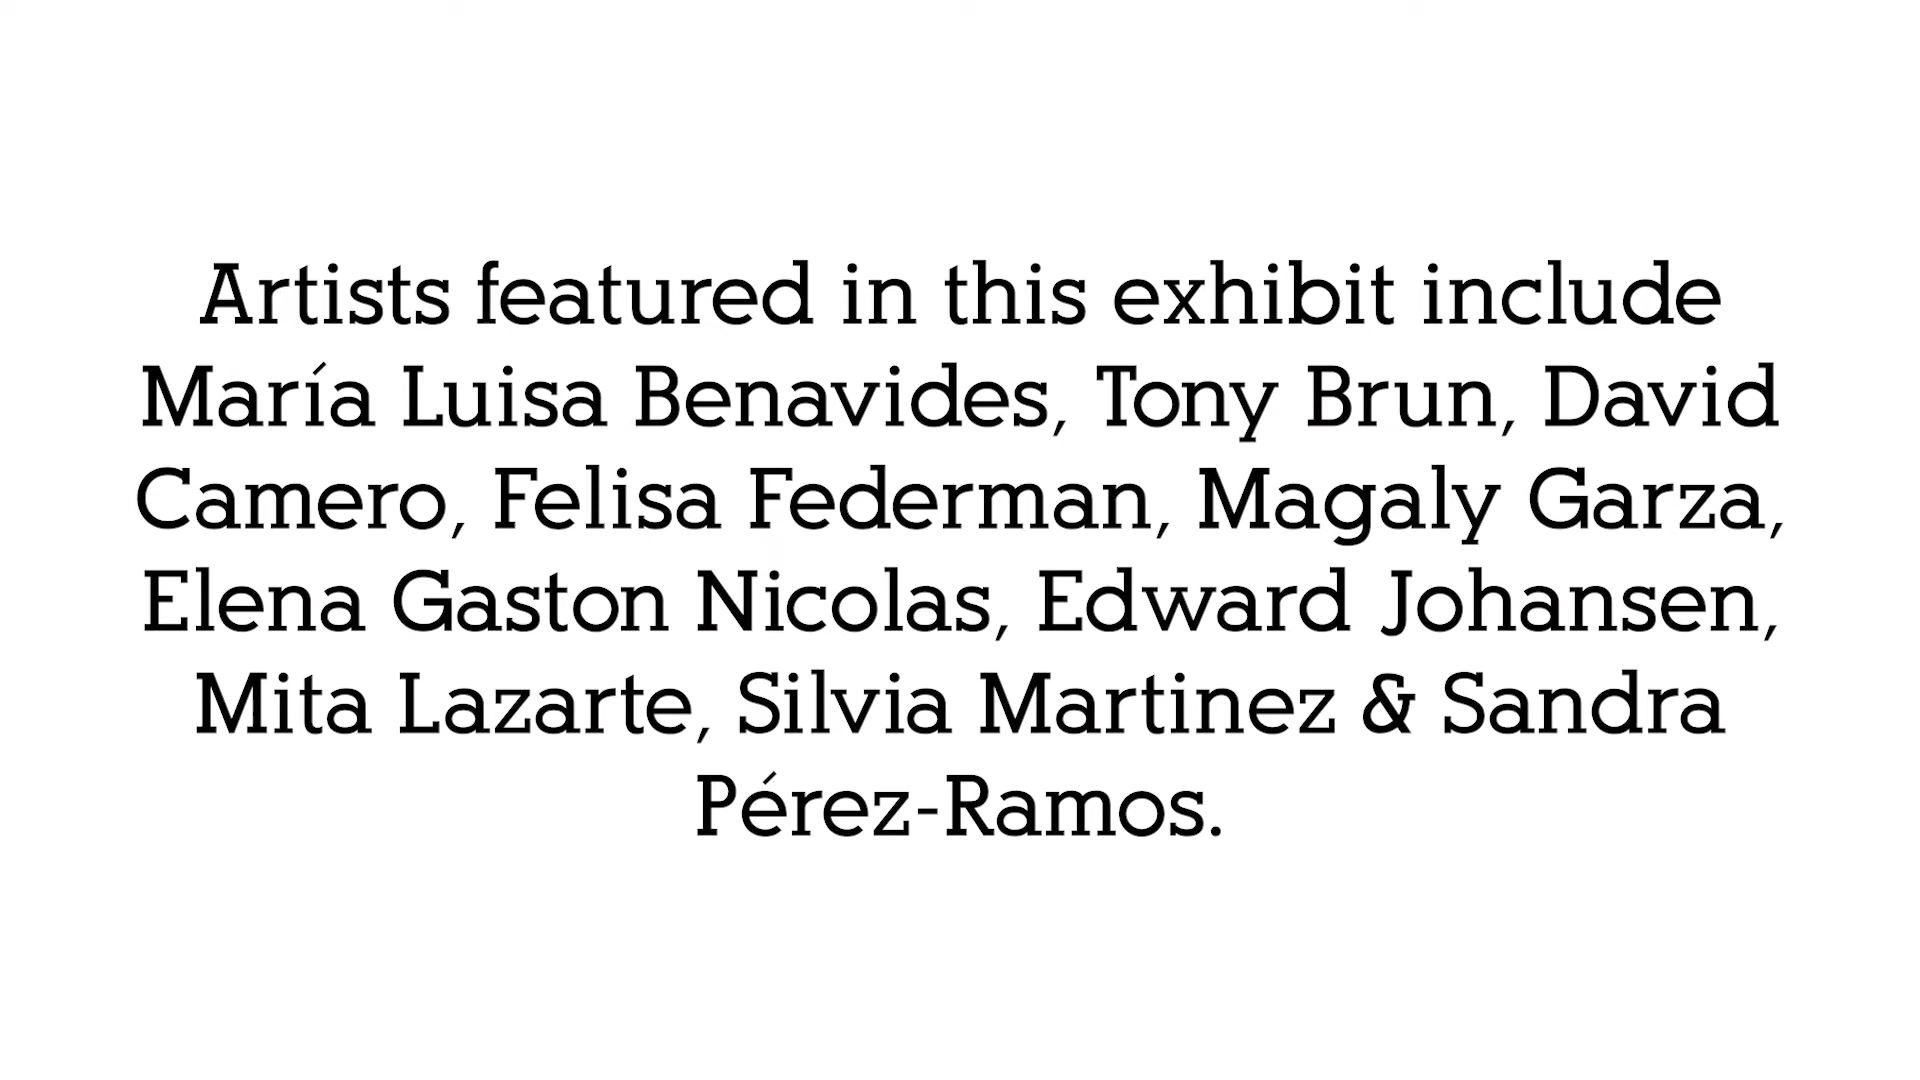 Artists featured in this exhibit include
María Luisa Benavides, Tony Brun, David
Camero, Felisa Federman, Magaly Garza,
Elena Gaston Nicolas, Edward Johansen,
Mita Lazarte, Silvia Martinez & Sandra
Pérez-Ramos.